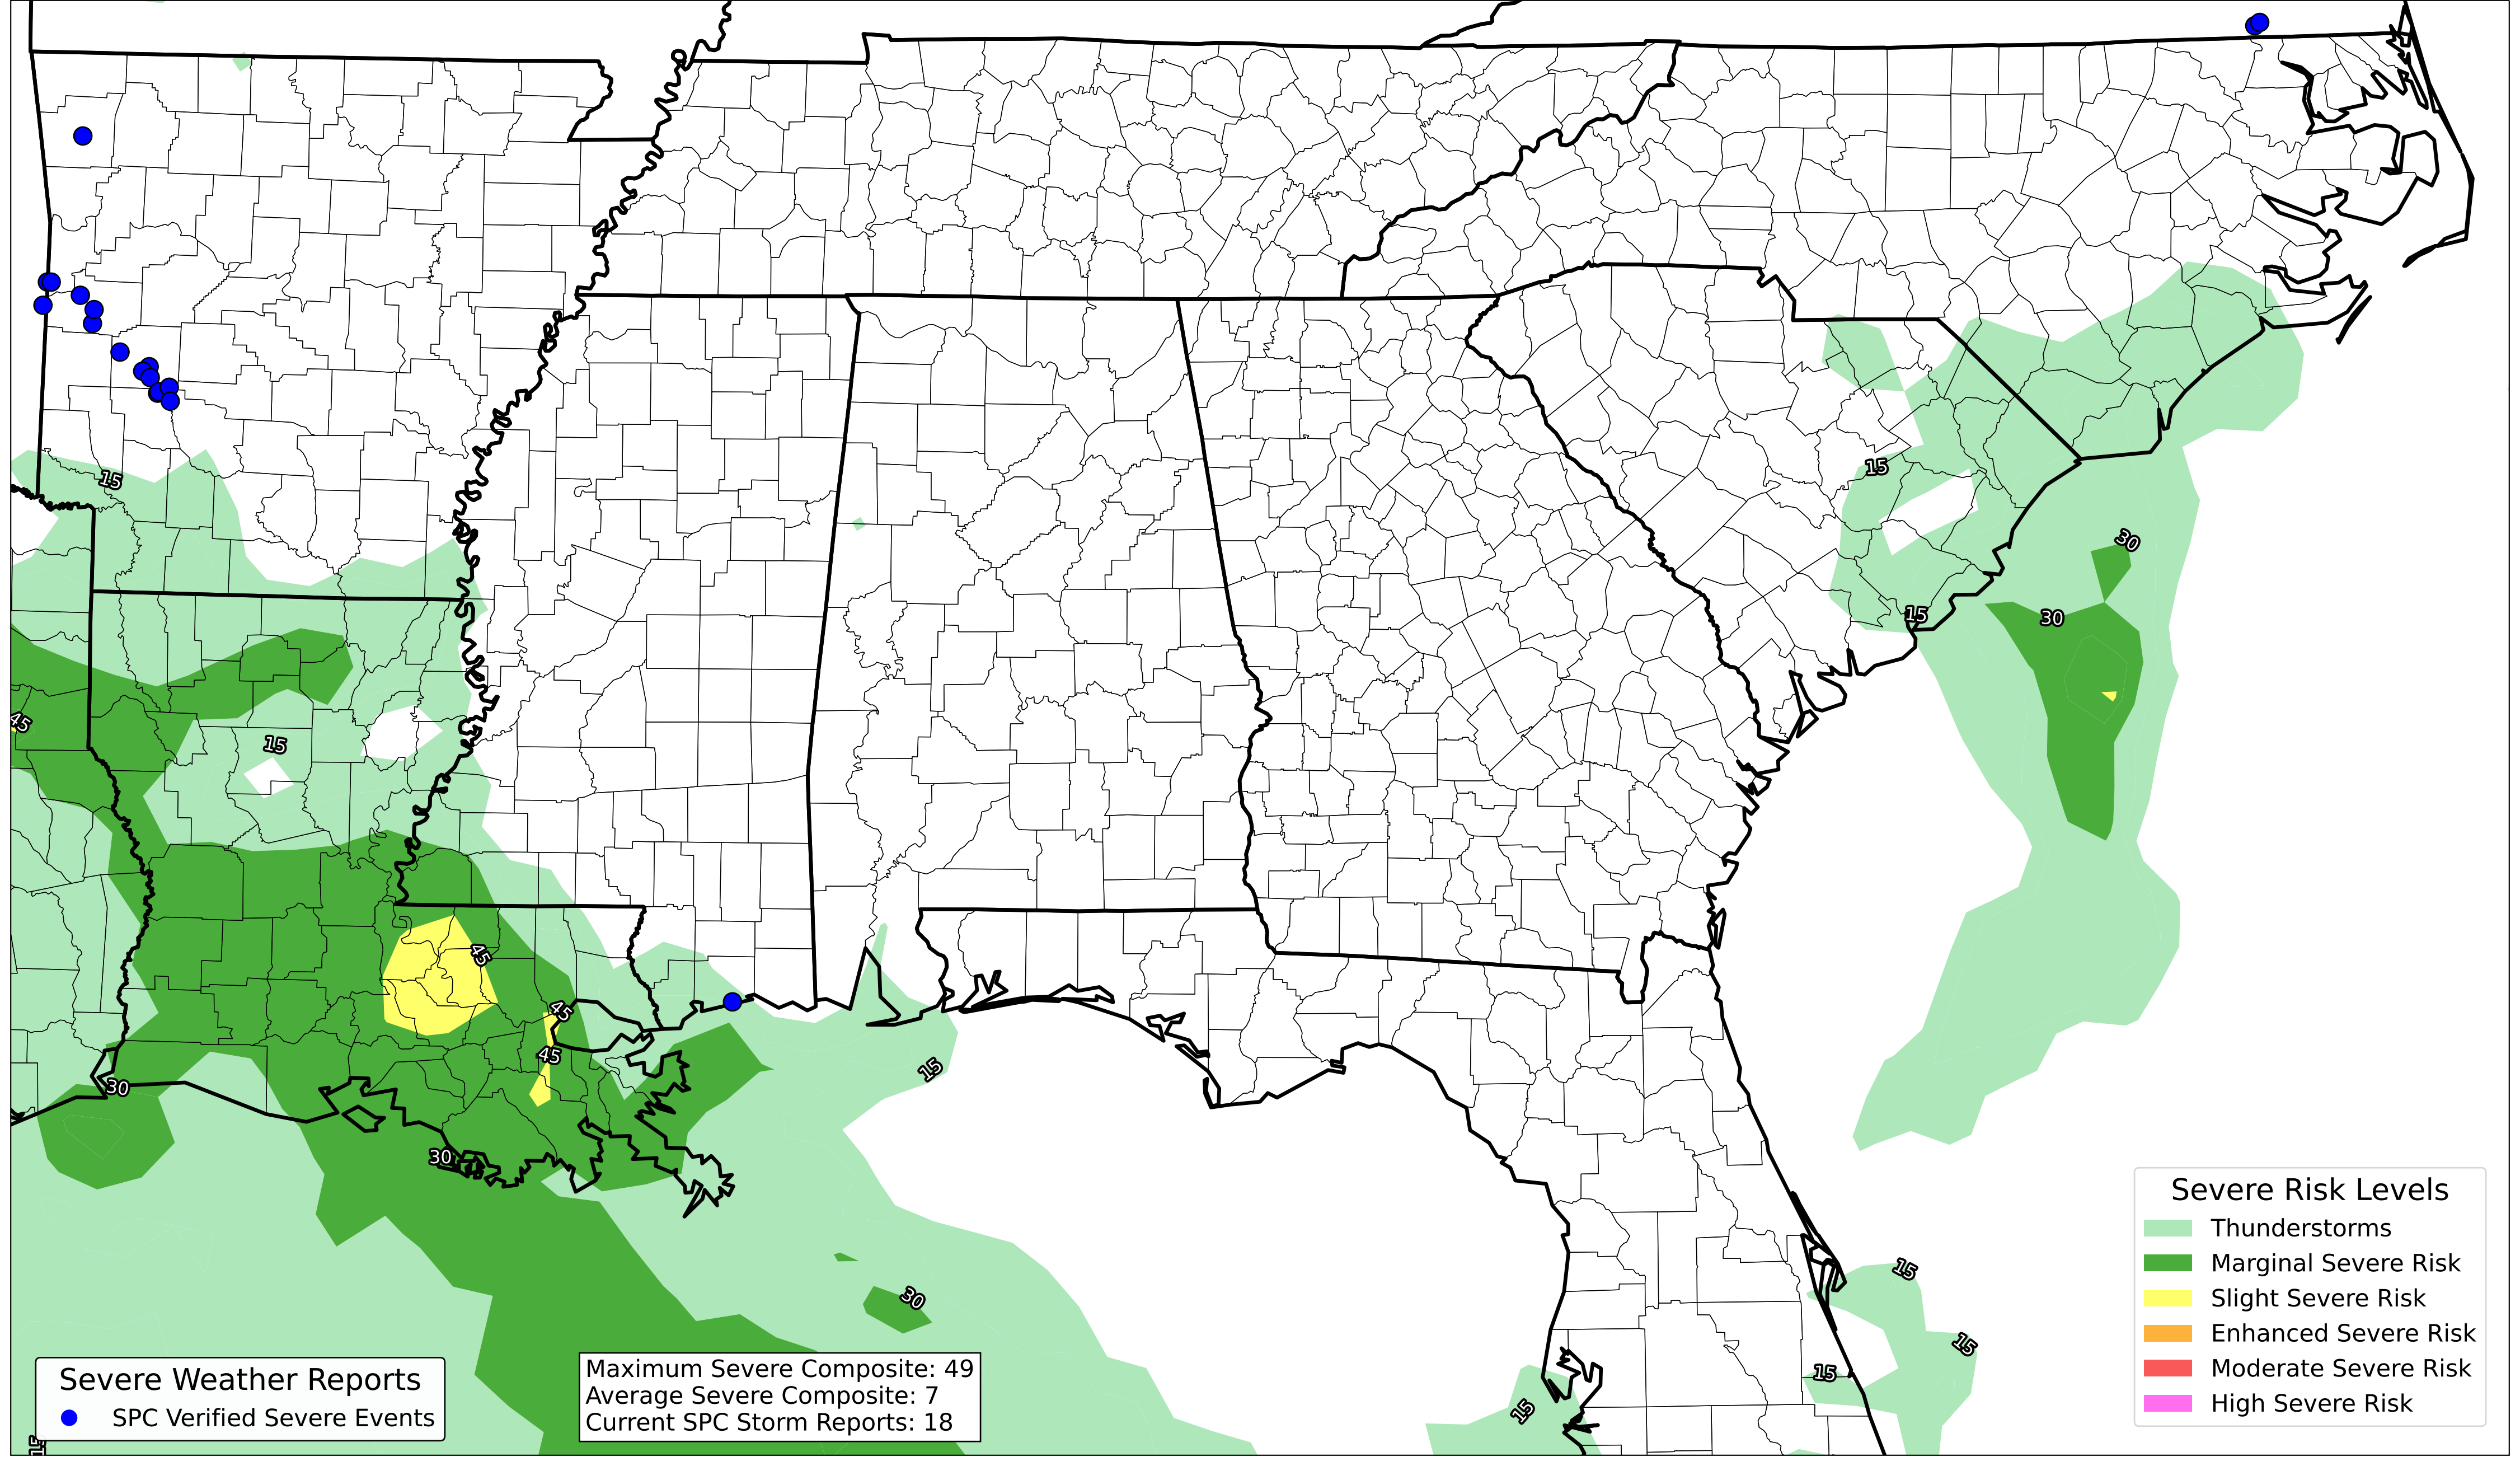 15
15
30
30
15
45
15
45
45
45
15
30
30
15
30
15
15
15
15
Severe Weather Reports
SPC Verified Severe Events
Maximum Severe Composite: 49
Average Severe Composite: 7
Current SPC Storm Reports: 18
Severe Risk Levels
Thunderstorms
Marginal Severe Risk
Slight Severe Risk
Enhanced Severe Risk
Moderate Severe Risk
High Severe Risk